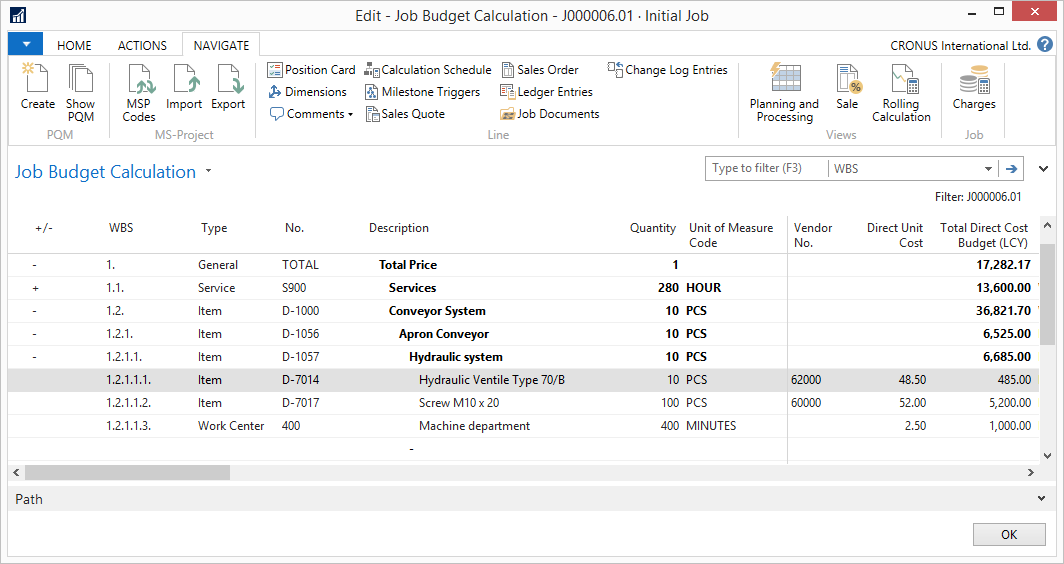 Edit - Job Budget Calculation - J000006.01 · Initial Job
HOME ACTIONS NAVIGATE CRONUS International Ltd. ?
Create
Show PQM
PQM
MSP Codes
Import
Export
MS-Project
Position Card
Dimensions
Comments
Calculation Schedule
Milestone Triggers
Sales Quote
Sales Order
Ledger Entries
Job Documents
Change Log Entries
Line
Planning and Processing
Sale
Rolling Calculation
Views
Charges
Job
Job Budget Calculation
Type to filter (F3) WBS
Filter: J000006.01
+/- WBS Type No. Description Quantity Unit of Measure Code Vendor No. Direct Unit Cost Total Direct Cost Budget (LCY)
- 1. General TOTAL Total Price 1 17,282.17
+ 1.1. Service S900 Services 280 HOUR 13,600.00
- 1.2. Item D-1000 Conveyor System 10 PCS 36,821.70
- 1.2.1. Item D-1056 Apron Conveyor 10 PCS 6,525.00
- 1.2.1.1. Item D-1057 Hydraulic system 10 PCS 6,685.00
1.2.1.1.1. Item D-7014 Hydraulic Ventile Type 70/B 10 PCS 62000 48.50 485.00
1.2.1.1.2. Item D-7017 Screw M10 x 20 100 PCS 60000 52.00 5,200.00
1.2.1.1.3. Work Center 400 Machine department 400 MINUTES 2.50 1,000.00
-
Path
OK